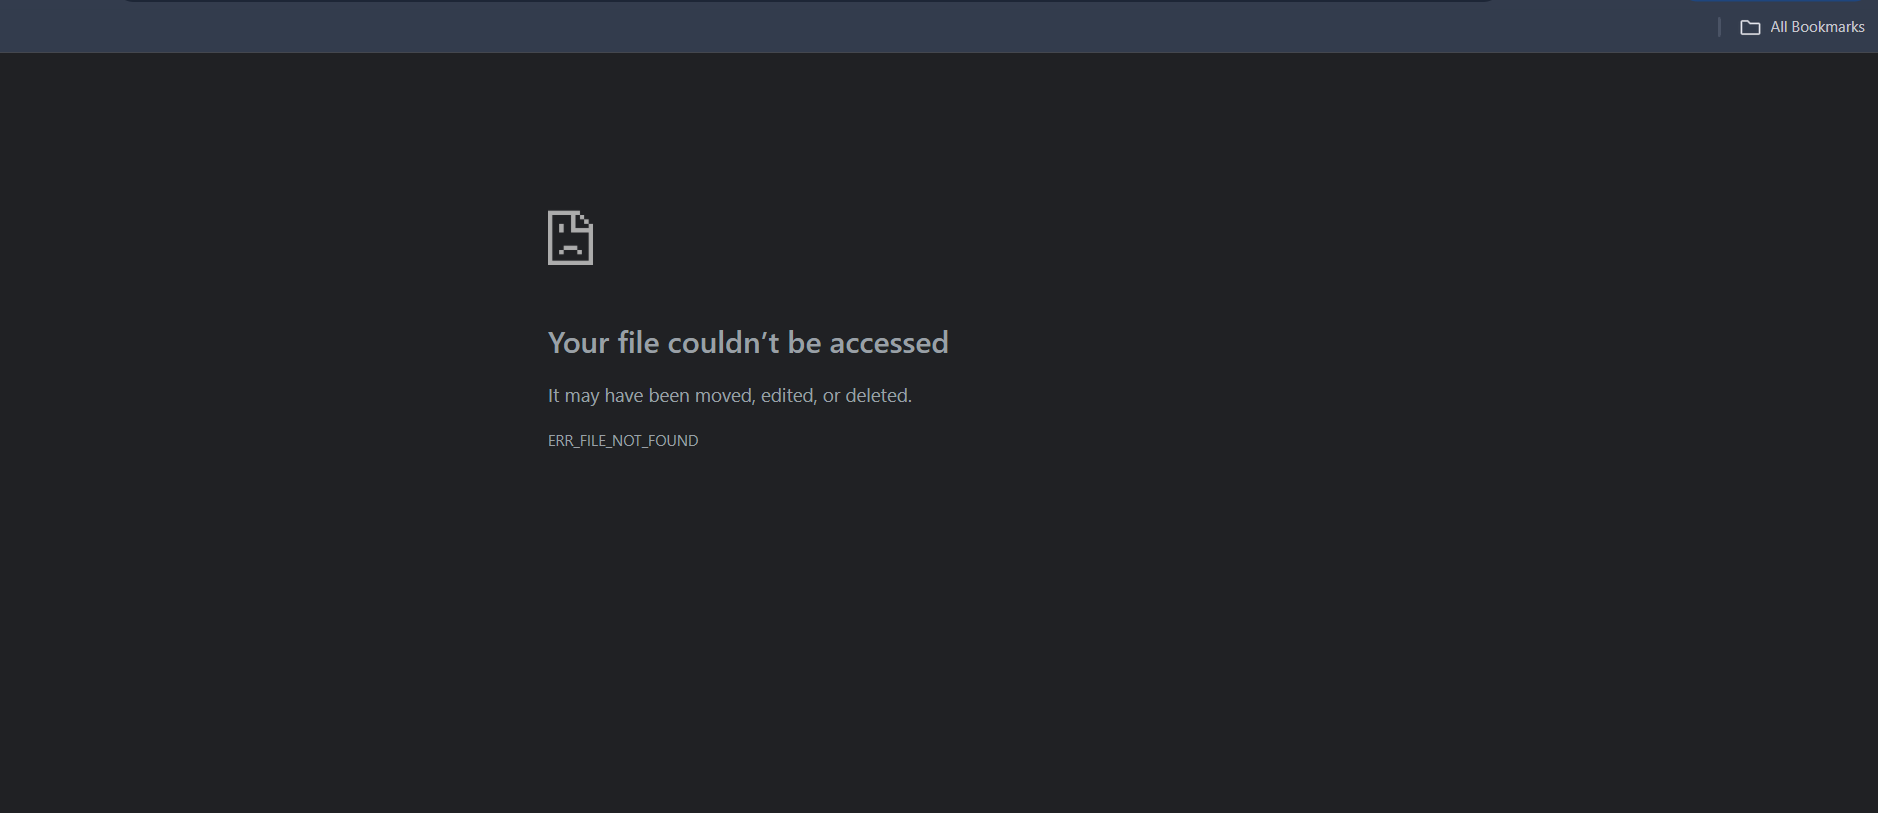 All Bookmarks
Your file couldn’t be accessed
It may have been moved, edited, or deleted.
ERR_FILE_NOT_FOUND